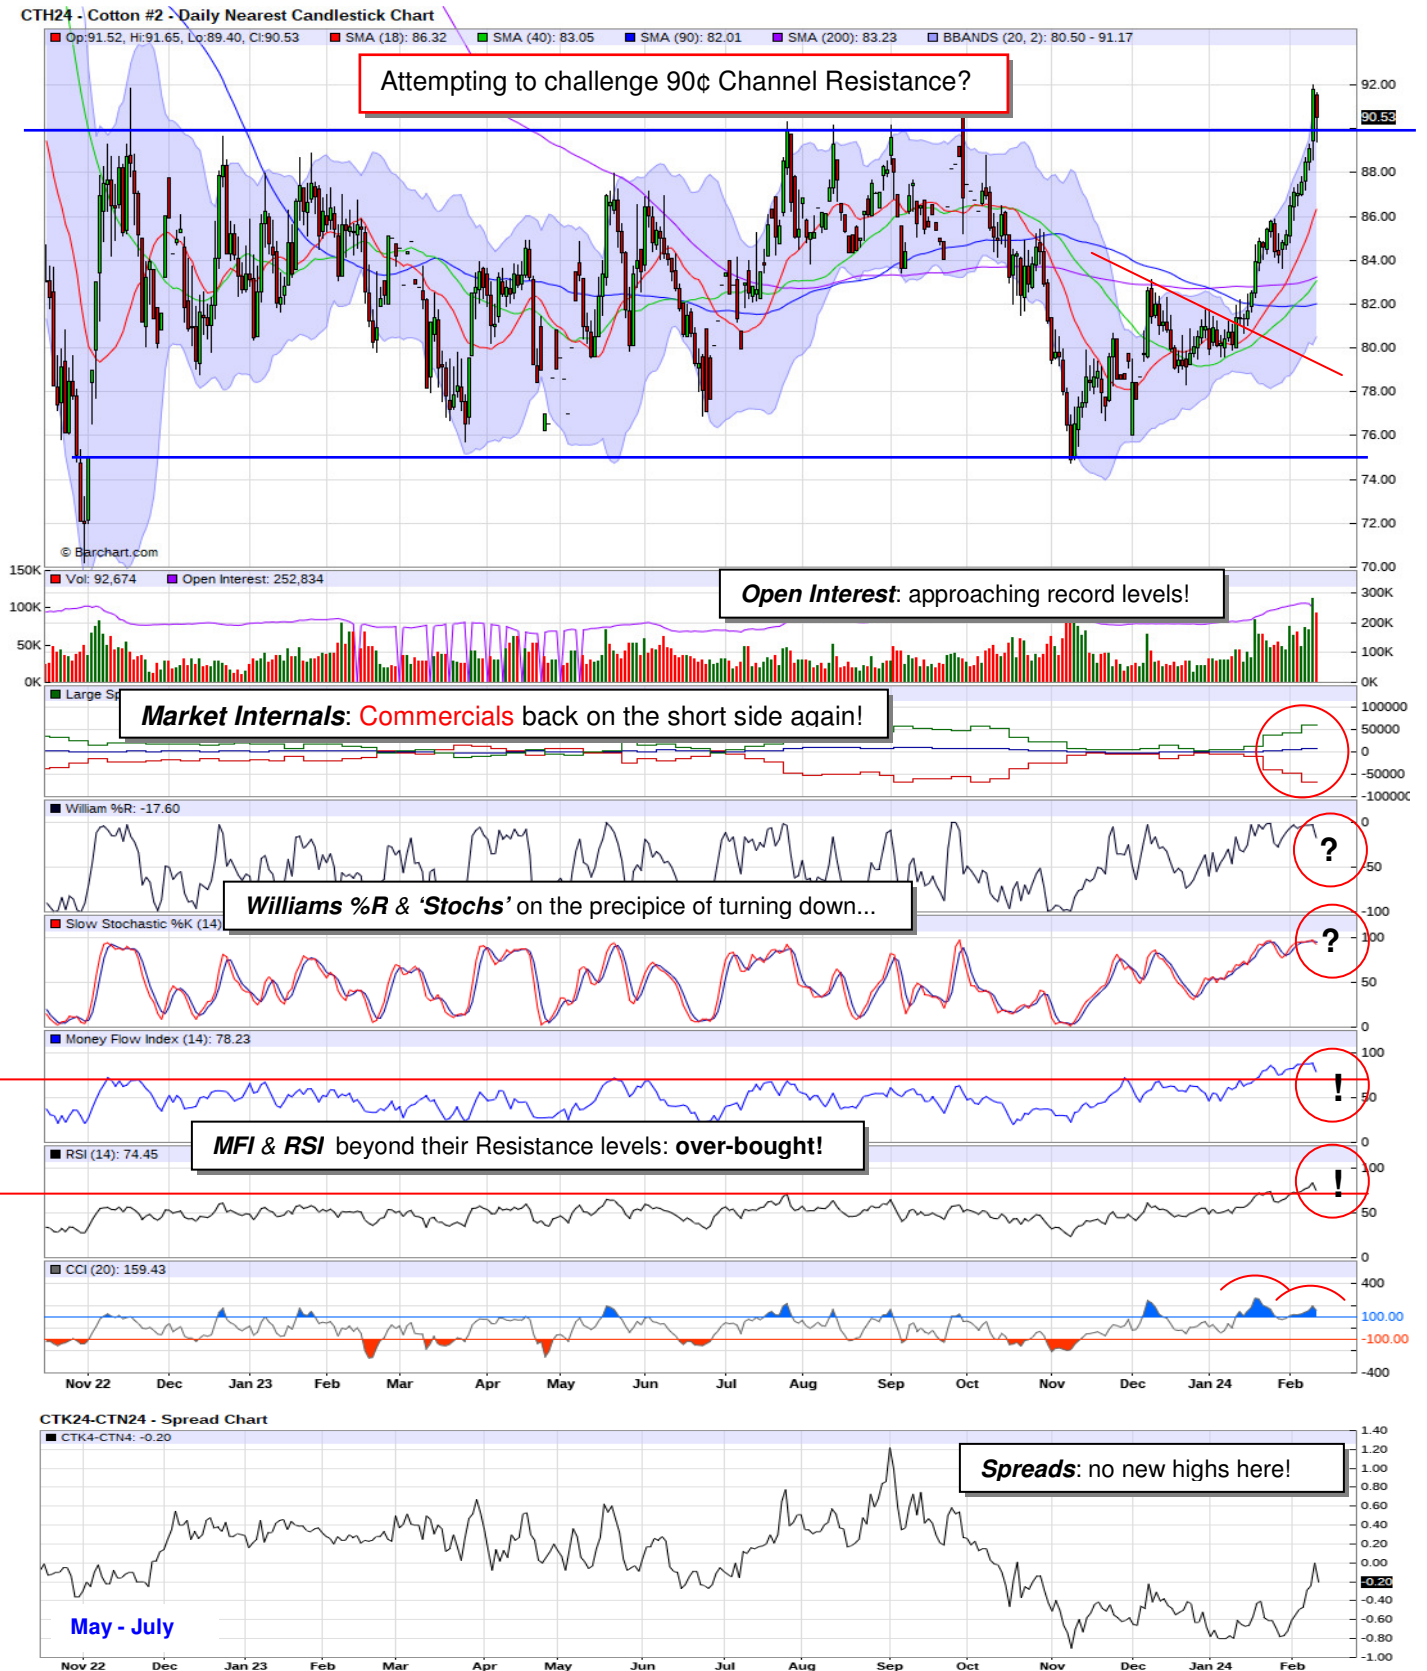 CTH24 - Cotton #2 - Daily Nearest Candlestick Chart
Op:91.52, Hi:91.65, Lo:89.40, Cl:90.53 SMA (18): 86.32 SMA (40): 83.05 SMA (90): 82.01 SMA (200): 83.23 BBANDS (20, 2): 80.50 - 91.17
Attempting to challenge 90¢ Channel Resistance?
92.00
90.53
88.00
86.00
84.00
82.00
80.00
78.00
76.00
74.00
72.00
70.00
© Barchart.com
Vol: 92,674 Open Interest: 252,834
Open Interest: approaching record levels!
150K
100K
50K
0K
300K
200K
100K
0K
Large Sp
Market Internals: Commercials back on the short side again!
100000
50000
0
-50000
-100000
William %R: -17.60
0
-50
-100
?
Williams %R & 'Stochs' on the precipice of turning down...
Slow Stochastic %K (14)
100
50
0
?
Money Flow Index (14): 78.23
100
50
0
!
MFI & RSI beyond their Resistance levels: over-bought!
RSI (14): 74.45
100
50
0
!
CCI (20): 159.43
400
100.00
-100.00
-400
Nov 22 Dec Jan 23 Feb Mar Apr May Jun Jul Aug Sep Oct Nov Dec Jan 24 Feb
CTK24-CTN24 - Spread Chart
CTK4-CTN4: -0.20
Spreads: no new highs here!
1.40
1.20
1.00
0.80
0.60
0.40
0.20
0.00
-0.20
-0.40
-0.60
-0.80
-1.00
May - July
Nov 22 Dec Jan 23 Feb Mar Apr May Jun Jul Aug Sep Oct Nov Dec Jan 24 Feb